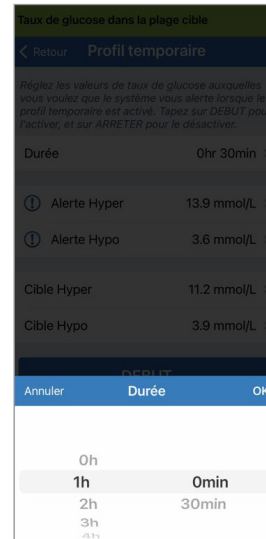 Taux de glucose dans la plage cible
Retour Profil temporaire
Réglez les valeurs de taux de glucose auxquelles
vous voulez que le système vous alerte lorsque le
profil temporaire est activé. Tapez sur DEBUT pou
l'activer, et sur ARRETER pour le désactiver.
Durée 0hr 30min
Alerte Hyper 13.9 mmol/L
Alerte Hypo 3.6 mmol/L
Cible Hyper 11.2 mmol/L
Cible Hypo 3.9 mmol/L
DEBUT
Annuler Durée OK
0h
1h 0min
2h 30min
3h
4h